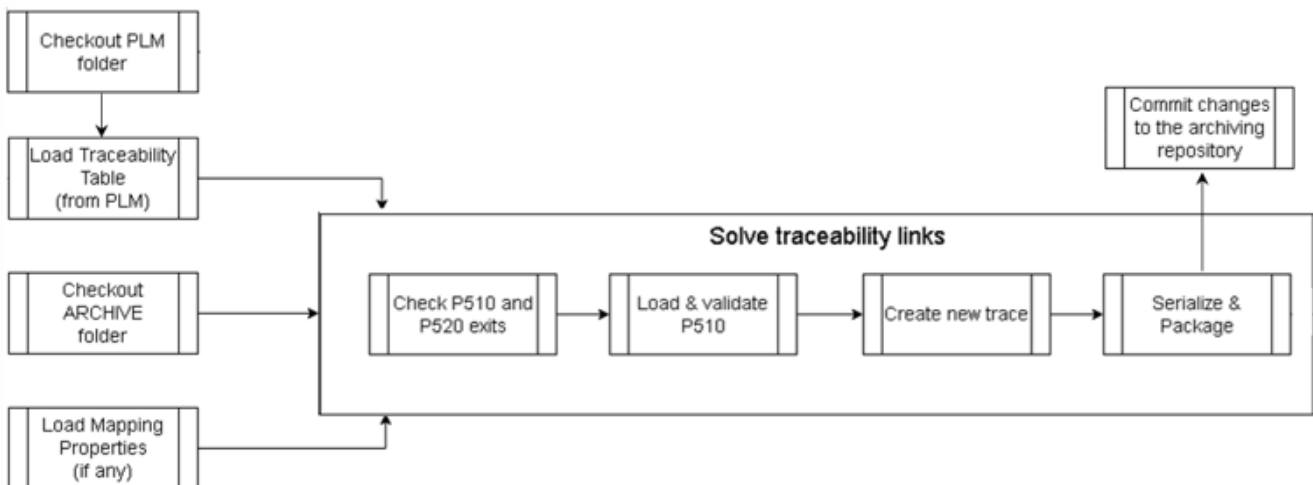 Checkout PLM
folder
Load Traceability
Table
(from PLM)
Checkout
ARCHIVE
folder
Load Mapping
Properties
(if any)
Solve traceability links
Check P510 and
P520 exits
Load & validate
P510
Create new trace
Serialize &
Package
Commit changes
to the archiving
repository